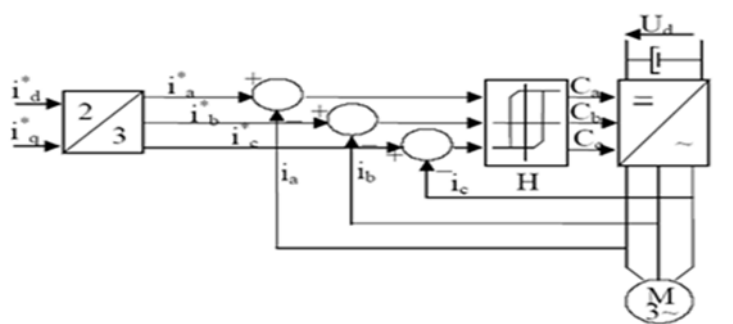 U_d
i*_d
i*_q
2
3
i*_a
i*_b
i*_c
+
+
+
−
−
−
i_a
i_b
i_c
H
C_a
C_b
C_c
=
~
M
3~